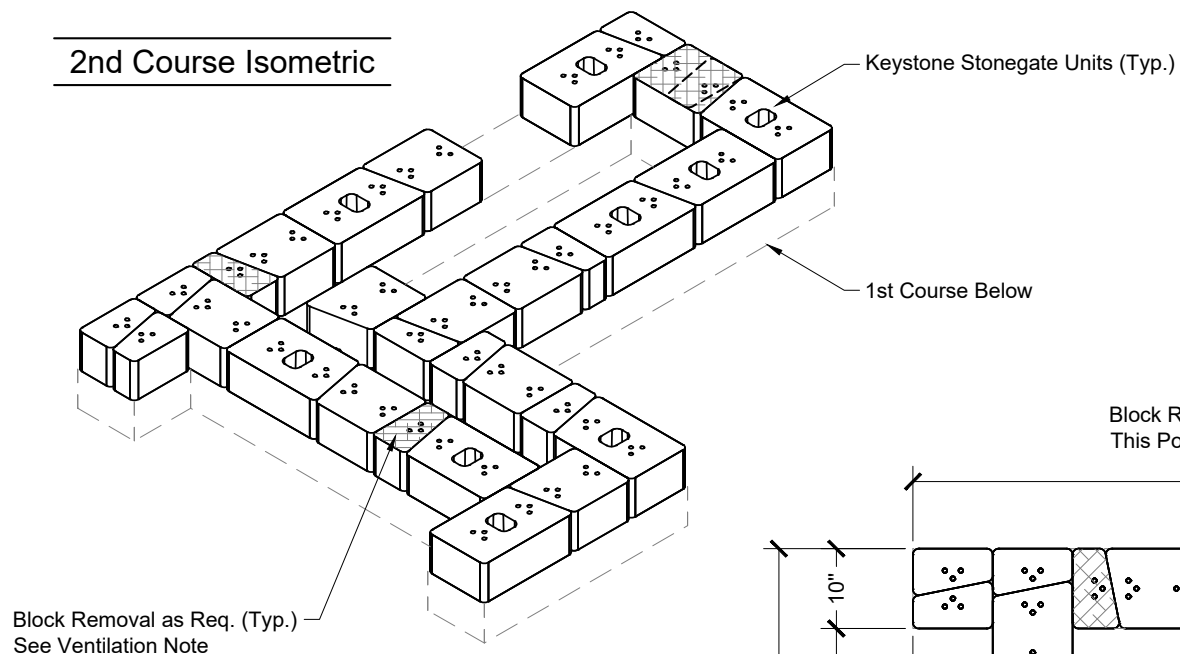 2nd Course Isometric
Keystone Stonegate Units (Typ.)
1st Course Below
Block R
This Po
10"
Block Removal as Req. (Typ.)
See Ventilation Note